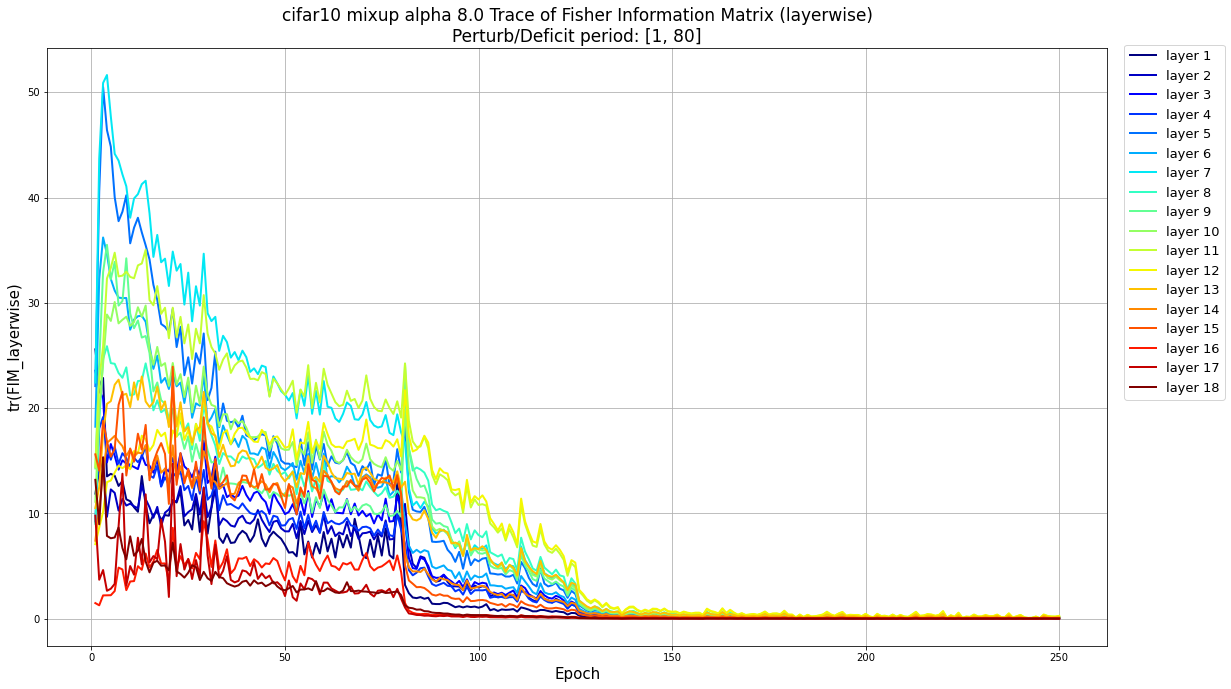 cifar10 mixup alpha 8.0 Trace of Fisher Information Matrix (layerwise)
Perturb/Deficit period: [1, 80]
tr(FIM_layerwise)
50
40
30
20
10
0
0
50
100
150
200
250
Epoch
layer 1
layer 2
layer 3
layer 4
layer 5
layer 6
layer 7
layer 8
layer 9
layer 10
layer 11
layer 12
layer 13
layer 14
layer 15
layer 16
layer 17
layer 18